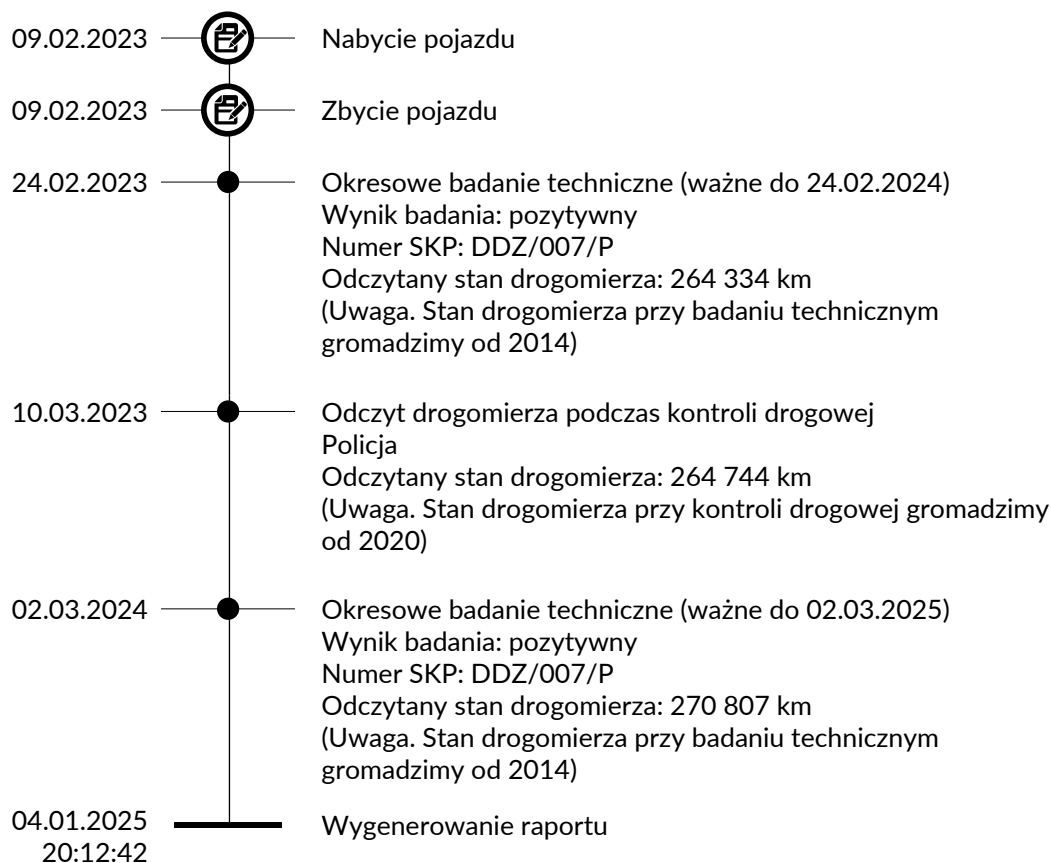 09.02.2023 Nabycie pojazdu
09.02.2023 Zbycie pojazdu
24.02.2023 Okresowe badanie techniczne (ważne do 24.02.2024)
Wynik badania: pozytywny
Numer SKP: DDZ/007/P
Odczytany stan drogomierza: 264 334 km
(Uwaga. Stan drogomierza przy badaniu technicznym
gromadzimy od 2014)
10.03.2023 Odczyt drogomierza podczas kontroli drogowej
Policja
Odczytany stan drogomierza: 264 744 km
(Uwaga. Stan drogomierza przy kontroli drogowej gromadzimy
od 2020)
02.03.2024 Okresowe badanie techniczne (ważne do 02.03.2025)
Wynik badania: pozytywny
Numer SKP: DDZ/007/P
Odczytany stan drogomierza: 270 807 km
(Uwaga. Stan drogomierza przy badaniu technicznym
gromadzimy od 2014)
04.01.2025 Wygenerowanie raportu
20:12:42